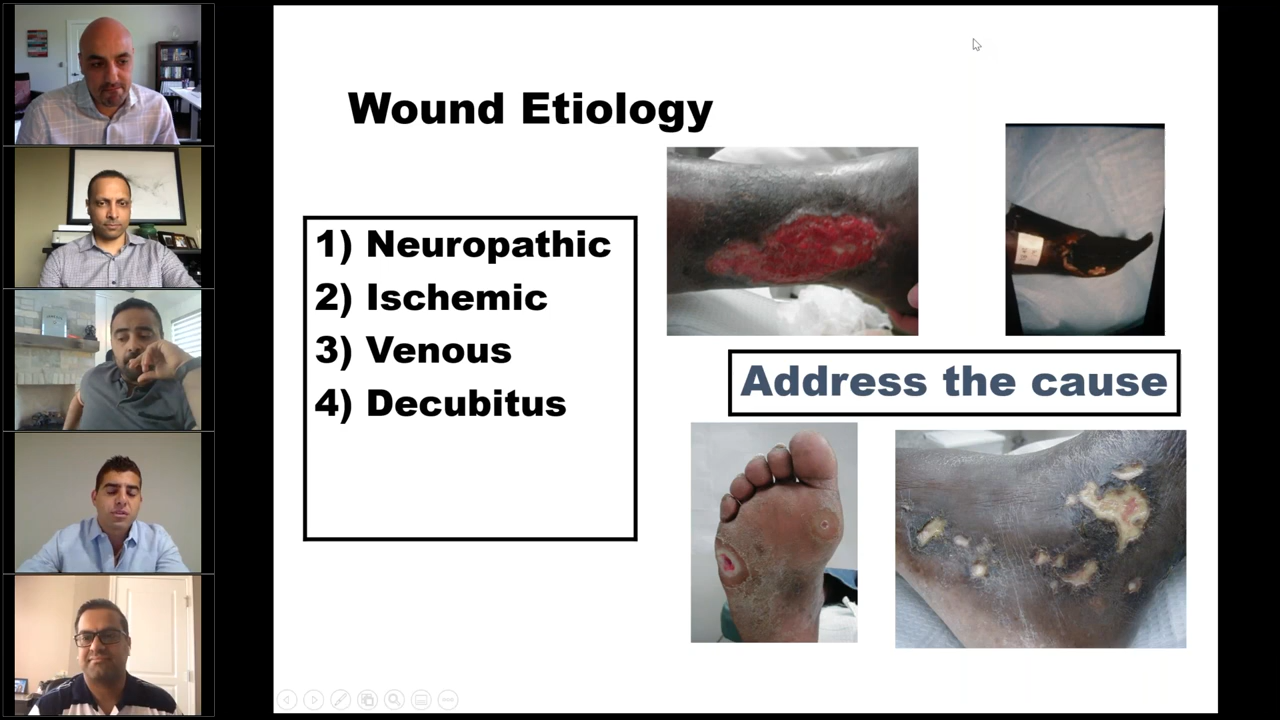 Wound Etiology
1) Neuropathic
2) Ischemic
3) Venous
4) Decubitus
Address the cause